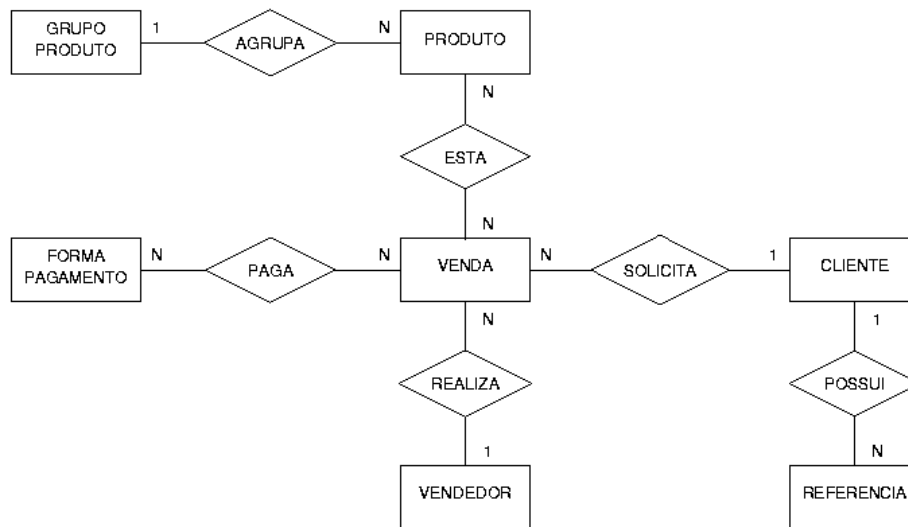 GRUPO
PRODUTO
1
AGRUPA
N
PRODUTO
N
ESTA
N
FORMA
PAGAMENTO
N
PAGA
N
VENDA
N
SOLICITA
1
CLIENTE
N
REALIZA
1
VENDEDOR
1
POSSUI
N
REFERENCIA